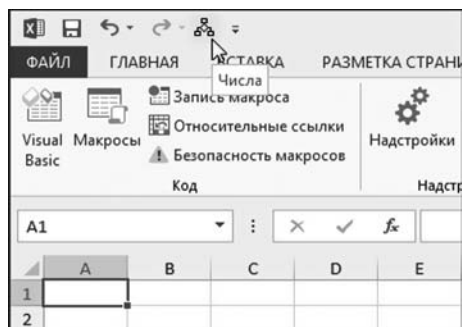 ФАЙЛ ГЛАВНАЯ ВСТАВКА РАЗМЕТКА СТРАНИ
Числа
Visual Basic
Макросы
Запись макроса
Относительные ссылки
Безопасность макросов
Надстройки
Код
Надстр
A1
fx
A B C D E
1
2